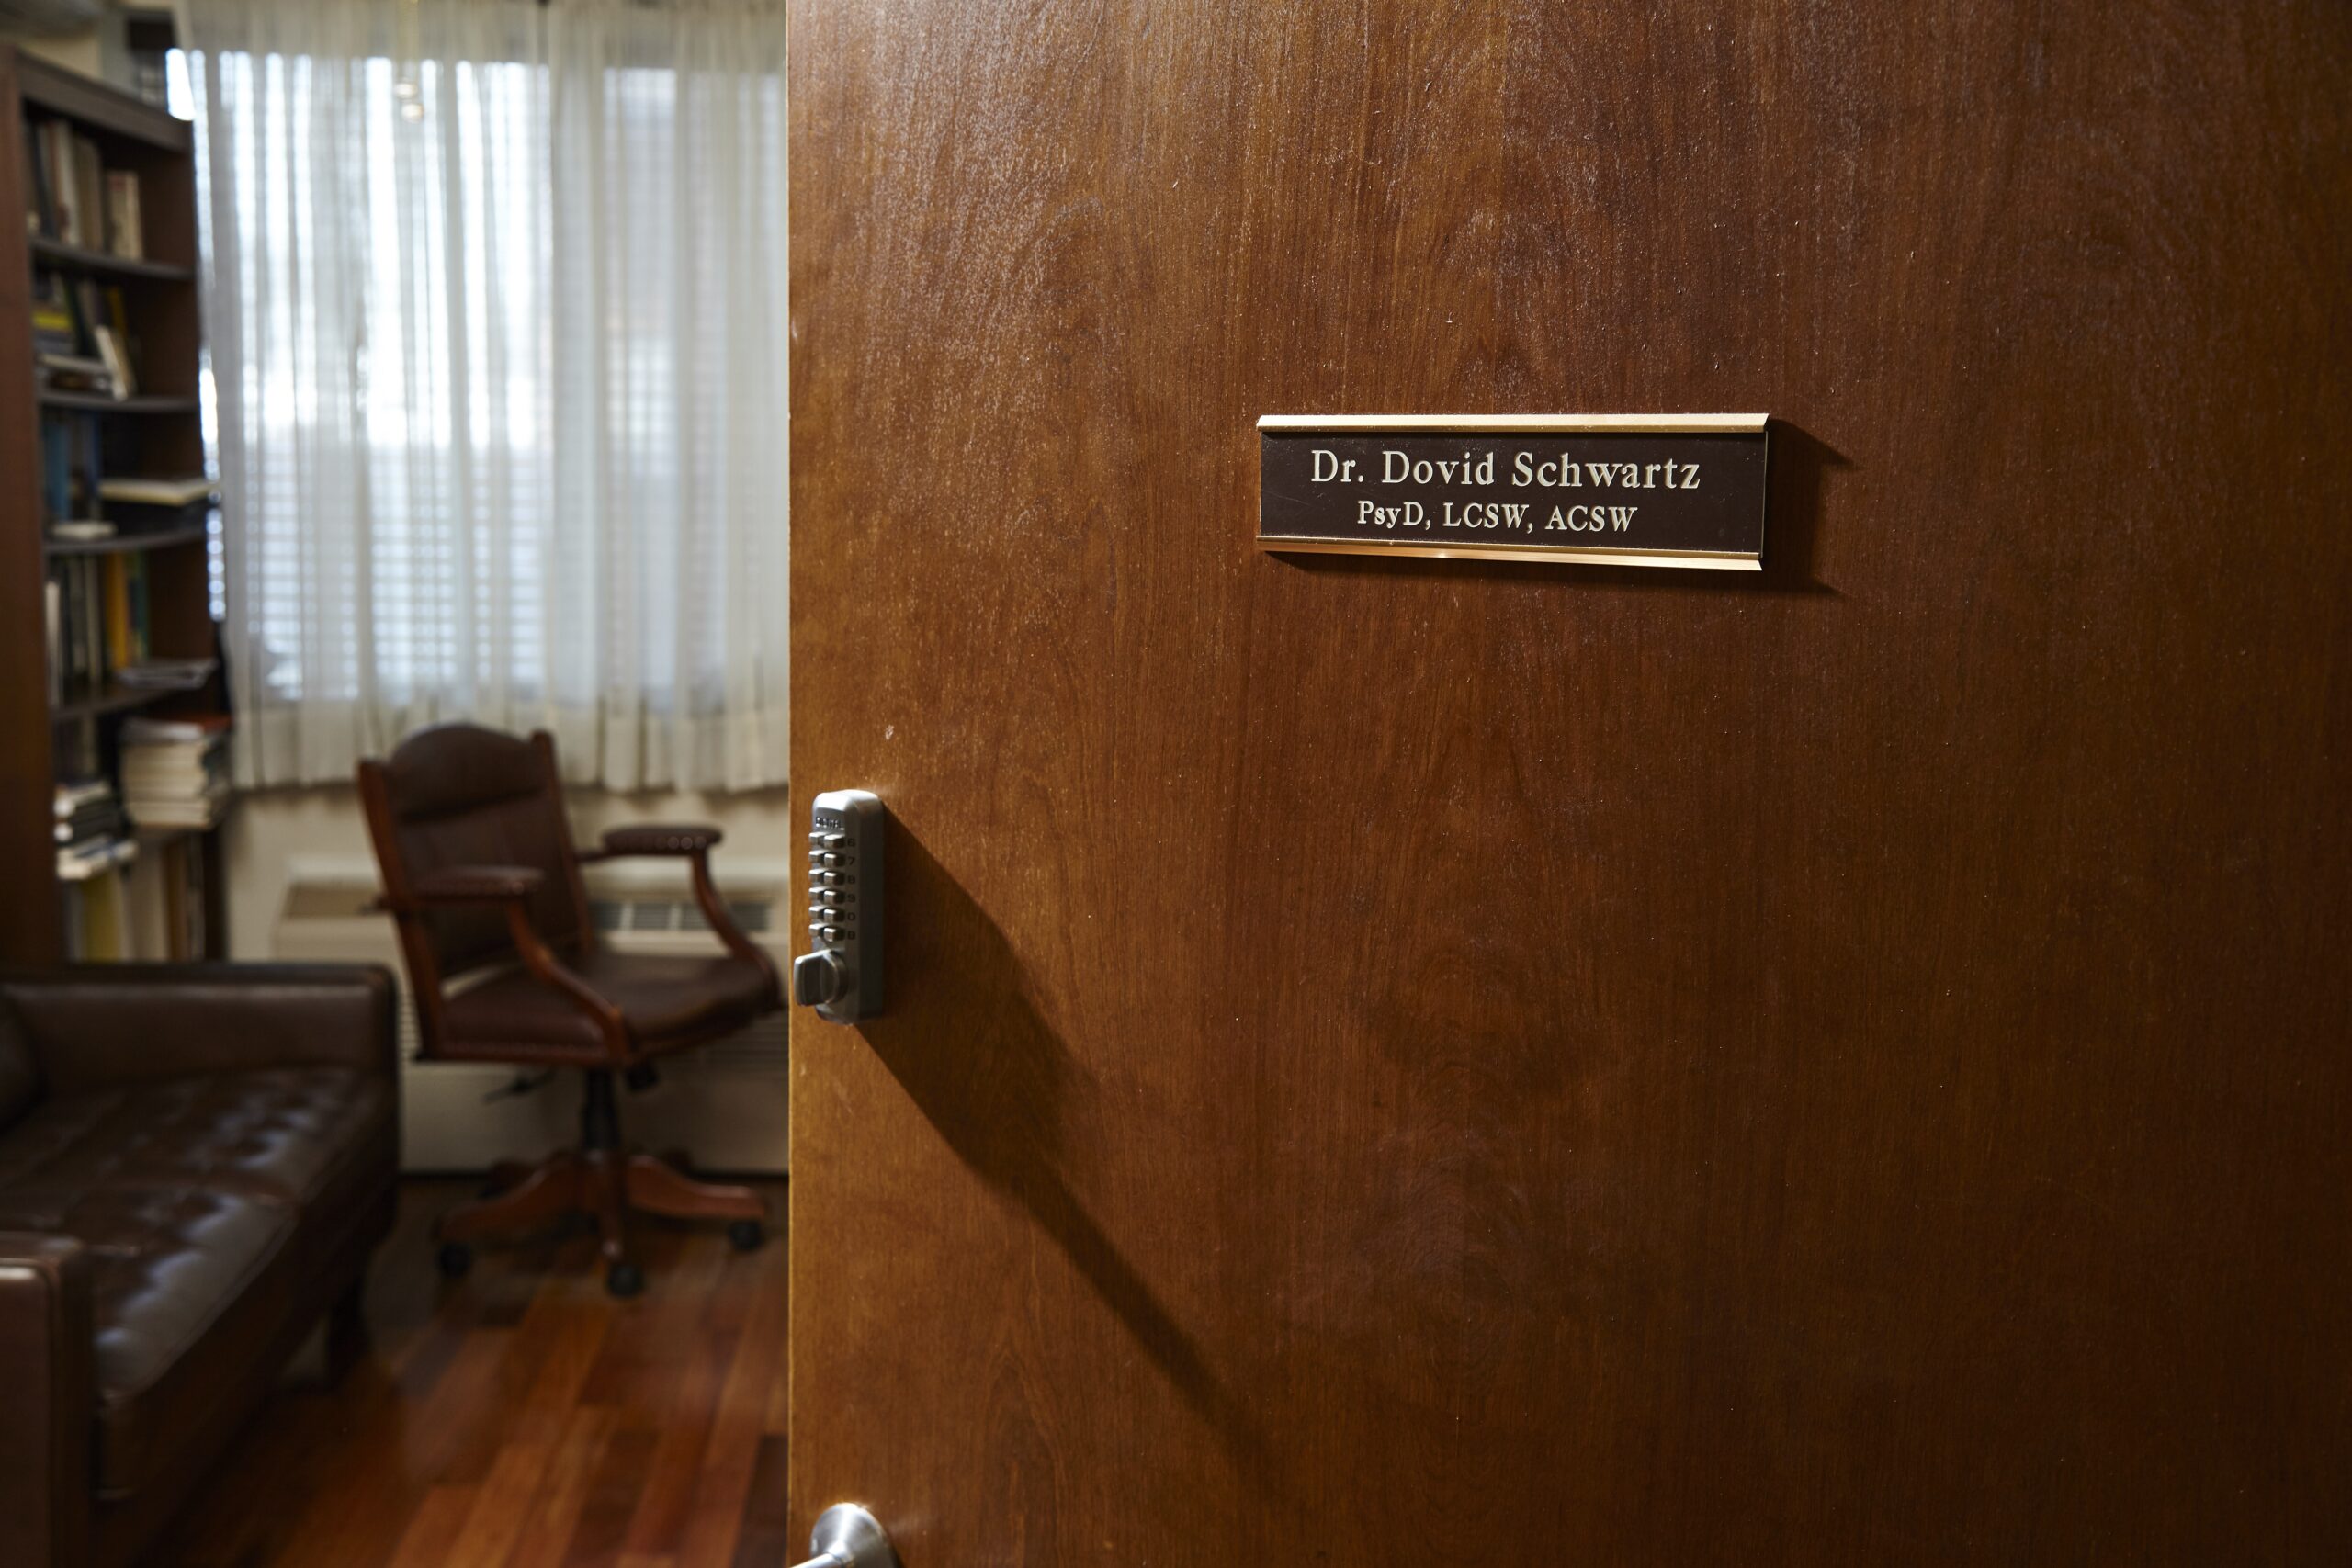 Dr. Dovid Schwartz
PsyD, LCSW, ACSW